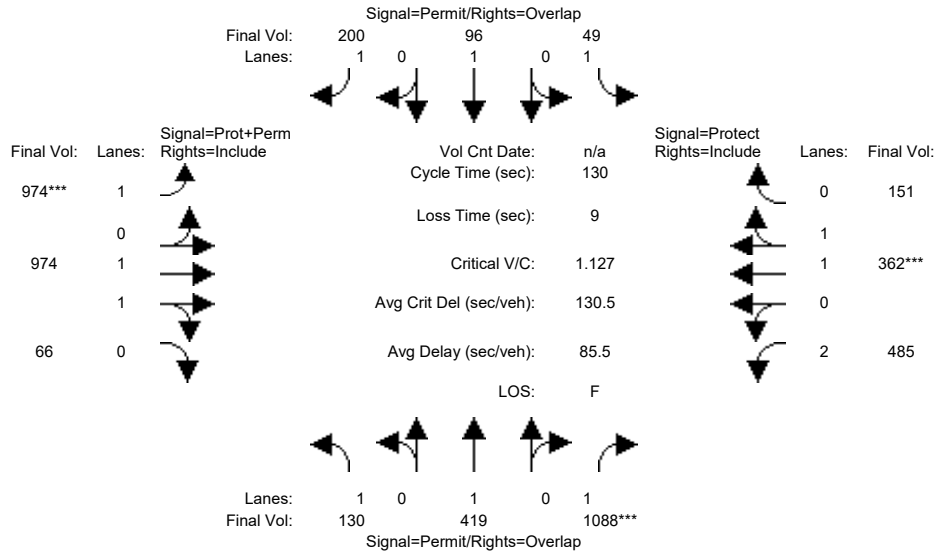 Signal=Permit/Rights=Overlap
Final Vol: 200 96 49
Lanes: 1 0 1 0 1
Signal=Prot+Perm
Final Vol: Lanes: Rights=Include
Vol Cnt Date: n/a
Signal=Protect
Rights=Include Lanes: Final Vol:
Cycle Time (sec): 130
974*** 1
0 151
Loss Time (sec): 9
0
1
974 1
Critical V/C: 1.127
1 362***
1
Avg Crit Del (sec/veh): 130.5
0
66 0
Avg Delay (sec/veh): 85.5
2 485
LOS: F
Lanes: 1 0 1 0 1
Final Vol: 130 419 1088***
Signal=Permit/Rights=Overlap